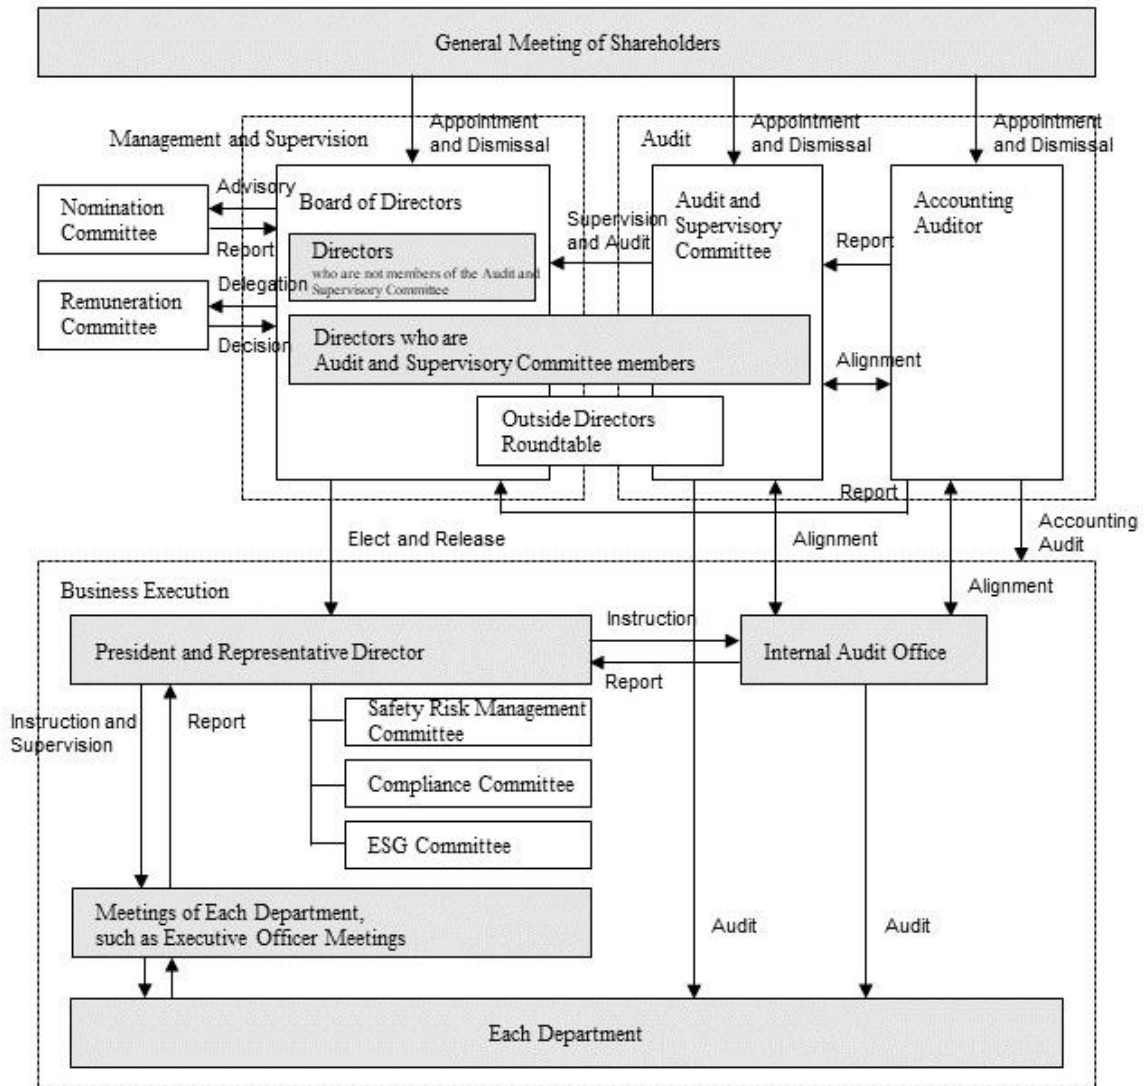 General Meeting of Shareholders
Appointment
and Dismissal
Appointment
and Dismissal
Appointment
and Dismissal
Management and Supervision
Audit
Nomination
Committee
Advisory
Report
Board of Directors
Directors
who are not members of the Audit and
Supervisory Committee
Supervision
and Audit
Audit and
Supervisory
Committee
Report
Accounting
Auditor
Remuneration
Committee
Delegation
Decision
Directors who are
Audit and Supervisory Committee members
Alignment
Outside Directors
Roundtable
Report
Elect and Release
Alignment
Accounting
Audit
Alignment
Business Execution
President and Representative Director
Instruction
Report
Internal Audit Office
Instruction and
Supervision
Report
Safety Risk Management
Committee
Compliance Committee
ESG Committee
Meetings of Each Department,
such as Executive Officer Meetings
Audit
Audit
Each Department